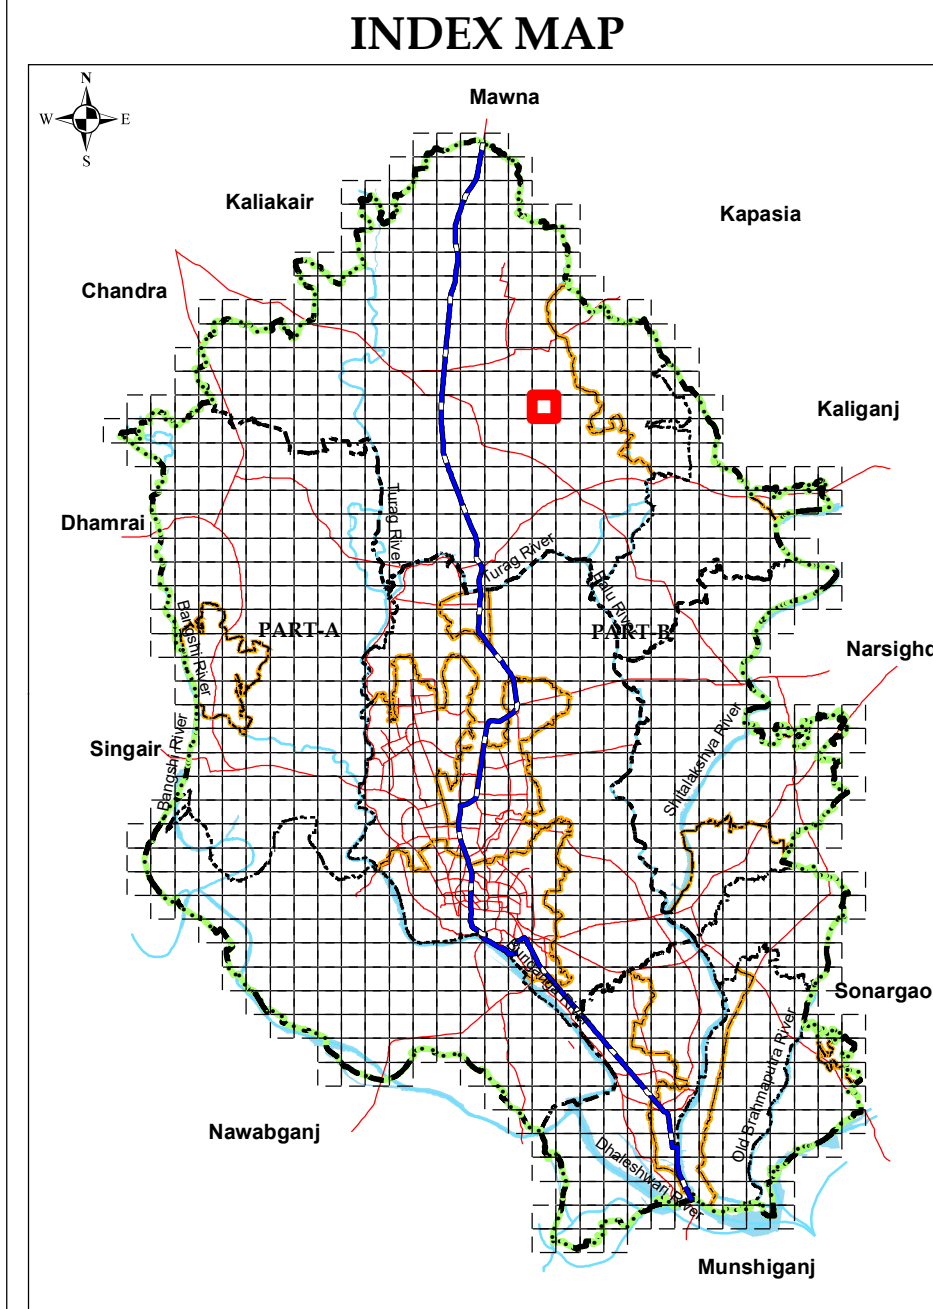 INDEX MAP
N
W E
S
Mawna
Kaliakair
Kapasia
Chandra
Kaliganj
Dhamrai
Turag River
Turag River
Balu River
Bangshi River
PART-A
PART-B
Narsighd
Singair
Bangshi River
Shitalakshya River
Buriganga River
Sonargao
Old Brahmaputra River
Nawabganj
Dhaleshwari River
Munshiganj